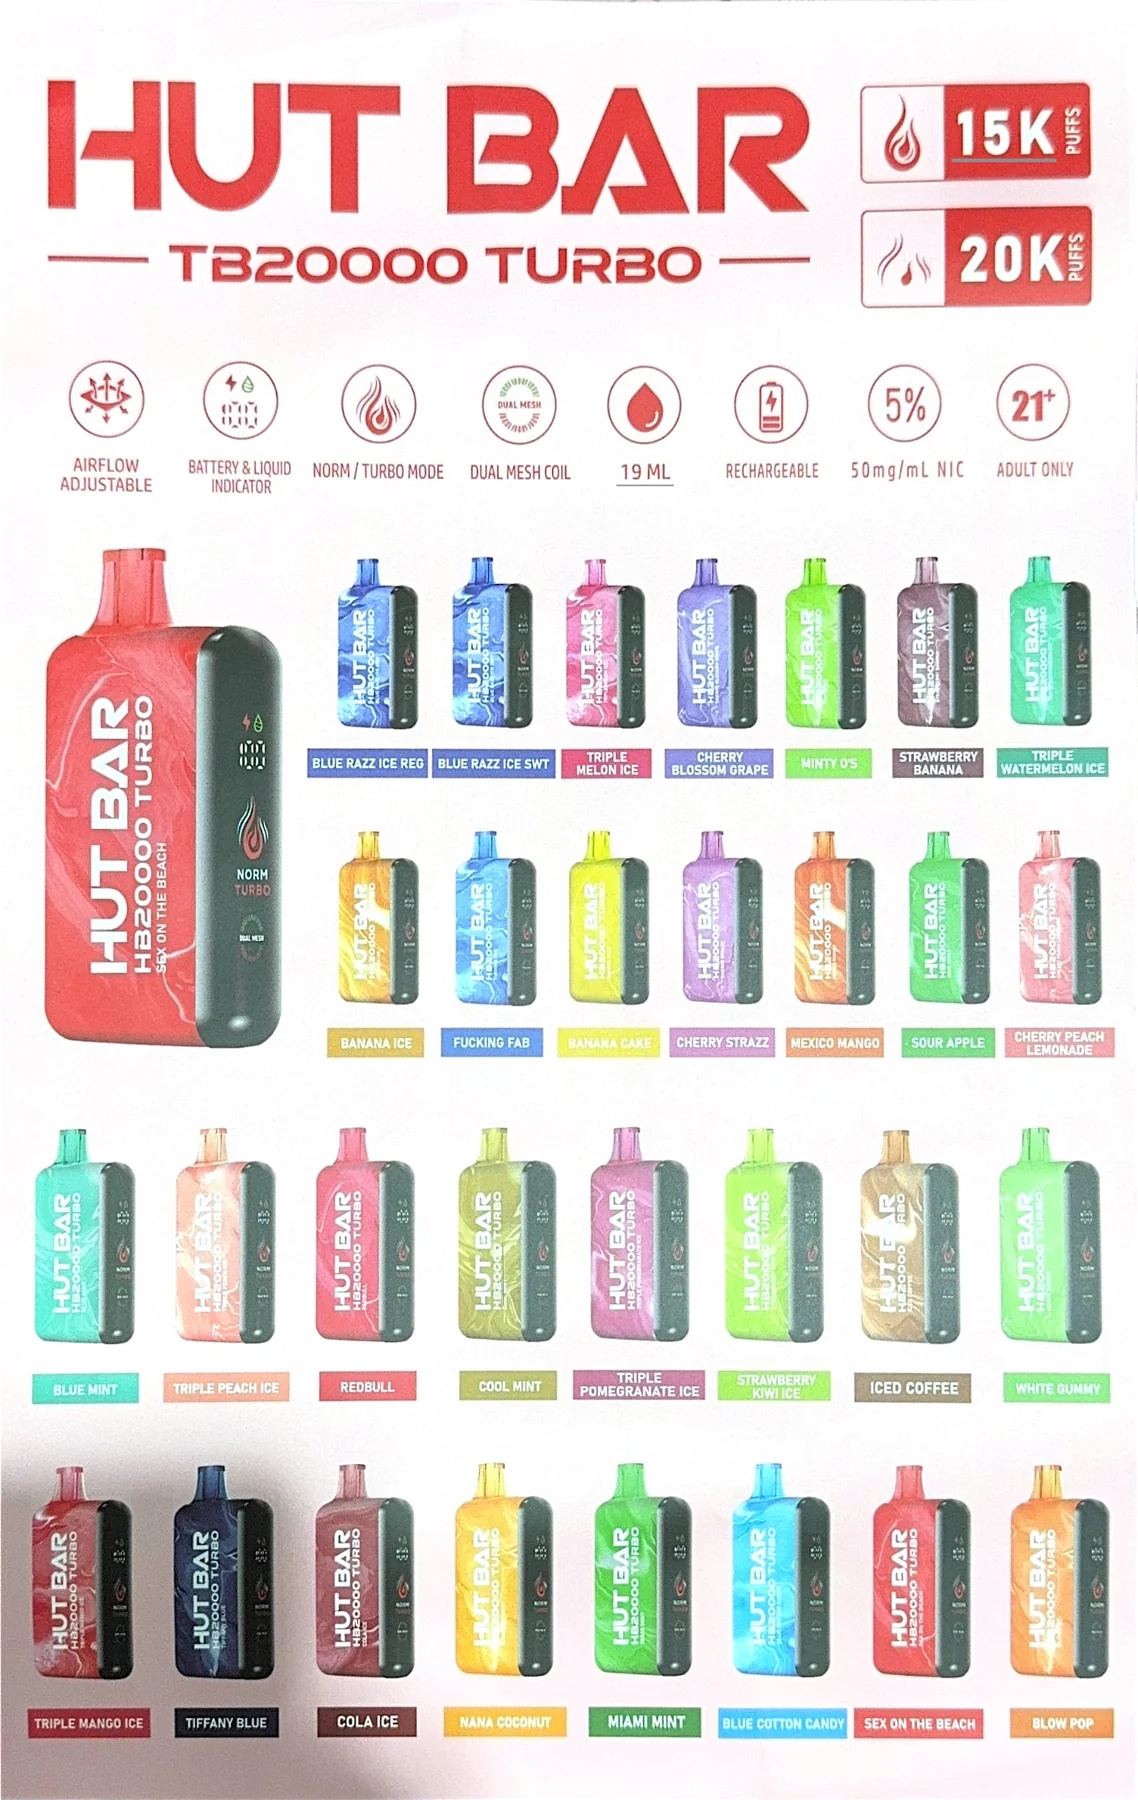 HUT BAR
TB20000 TURBO
15K PUFFS
20K PUFFS
AIRFLOW
ADJUSTABLE
BATTERY & LIQUID
INDICATOR
NORM / TURBO MODE
DUAL MESH
DUAL MESH COIL
19 ML
RECHARGEABLE
5%
50mg/mL NIC
21+
ADULT ONLY
HUT BAR
HB20000 TURBO
SEX ON THE BEACH
NORM
TURBO
DUAL MESH
BLUE RAZZ ICE REG
BLUE RAZZ ICE SWT
TRIPLE
MELON ICE
CHERRY
BLOSSOM GRAPE
MINTY O'S
STRAWBERRY
BANANA
TRIPLE
WATERMELON ICE
BANANA ICE
FUCKING FAB
BANANA CAKE
CHERRY STRAZZ
MEXICO MANGO
SOUR APPLE
CHERRY PEACH
LEMONADE
BLUE MINT
TRIPLE PEACH ICE
REDBULL
COOL MINT
TRIPLE
POMEGRANATE ICE
STRAWBERRY
KIWI ICE
ICED COFFEE
WHITE GUMMY
TRIPLE MANGO ICE
TIFFANY BLUE
COLA ICE
NANA COCONUT
MIAMI MINT
BLUE COTTON CANDY
SEX ON THE BEACH
BLOW POP